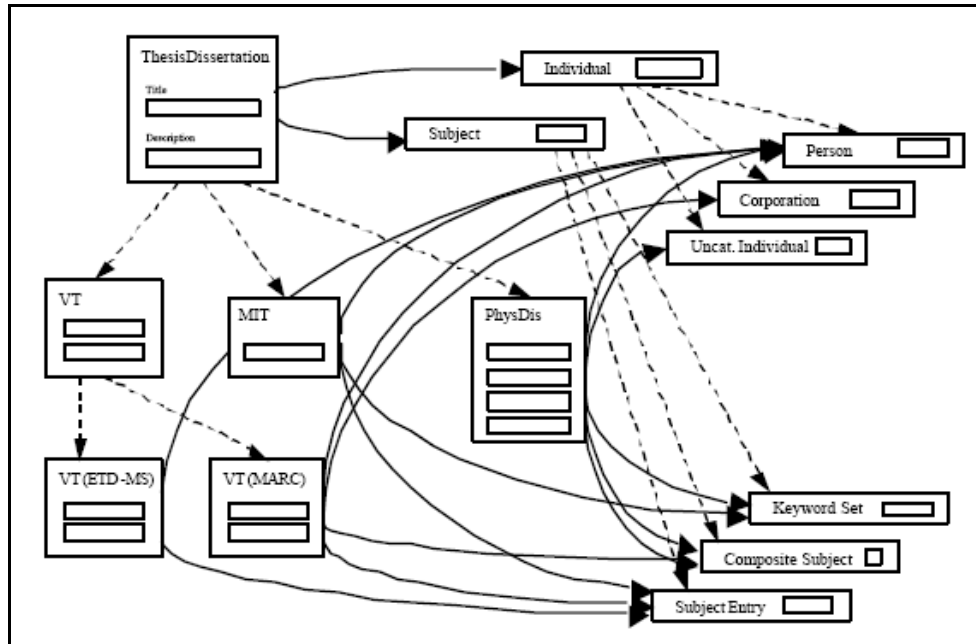 ThesisDissertation
Title
Description
Individual
Subject
Person
Corporation
Uncat. Individual
VT
MIT
PhysDis
VT(ETD-MS)
VT(MARC)
Keyword Set
Composite Subject
Subject Entry